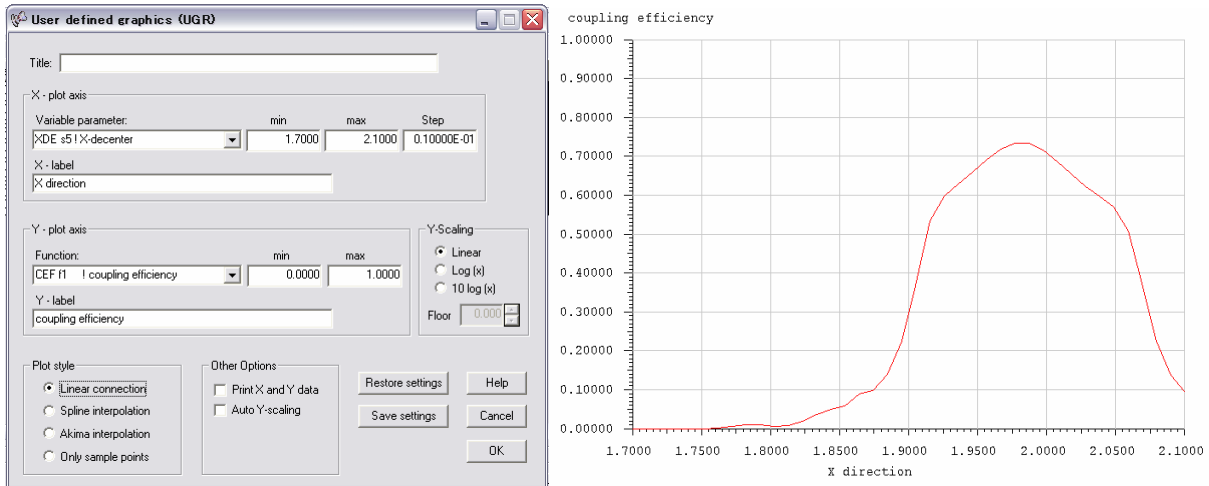 User defined graphics (UGR)
Title:
X - plot axis
Variable parameter: min max Step
XDE s5 ! X-decenter 1.7000 2.1000 0.10000E-01
X - label
X direction
Y - plot axis
Function: min max
CEF f1 ! coupling efficiency 0.0000 1.0000
Y - label
coupling efficiency
Y-Scaling
Linear
Log (x)
10 log (x)
Floor 0.000
Plot style
Linear connection
Spline interpolation
Akima interpolation
Only sample points
Other Options
Print X and Y data
Auto Y-scaling
Restore settings
Help
Save settings
Cancel
OK
coupling efficiency
1.00000
0.90000
0.80000
0.70000
0.60000
0.50000
0.40000
0.30000
0.20000
0.10000
0.00000
1.7000 1.7500 1.8000 1.8500 1.9000 1.9500 2.0000 2.0500 2.1000
X direction